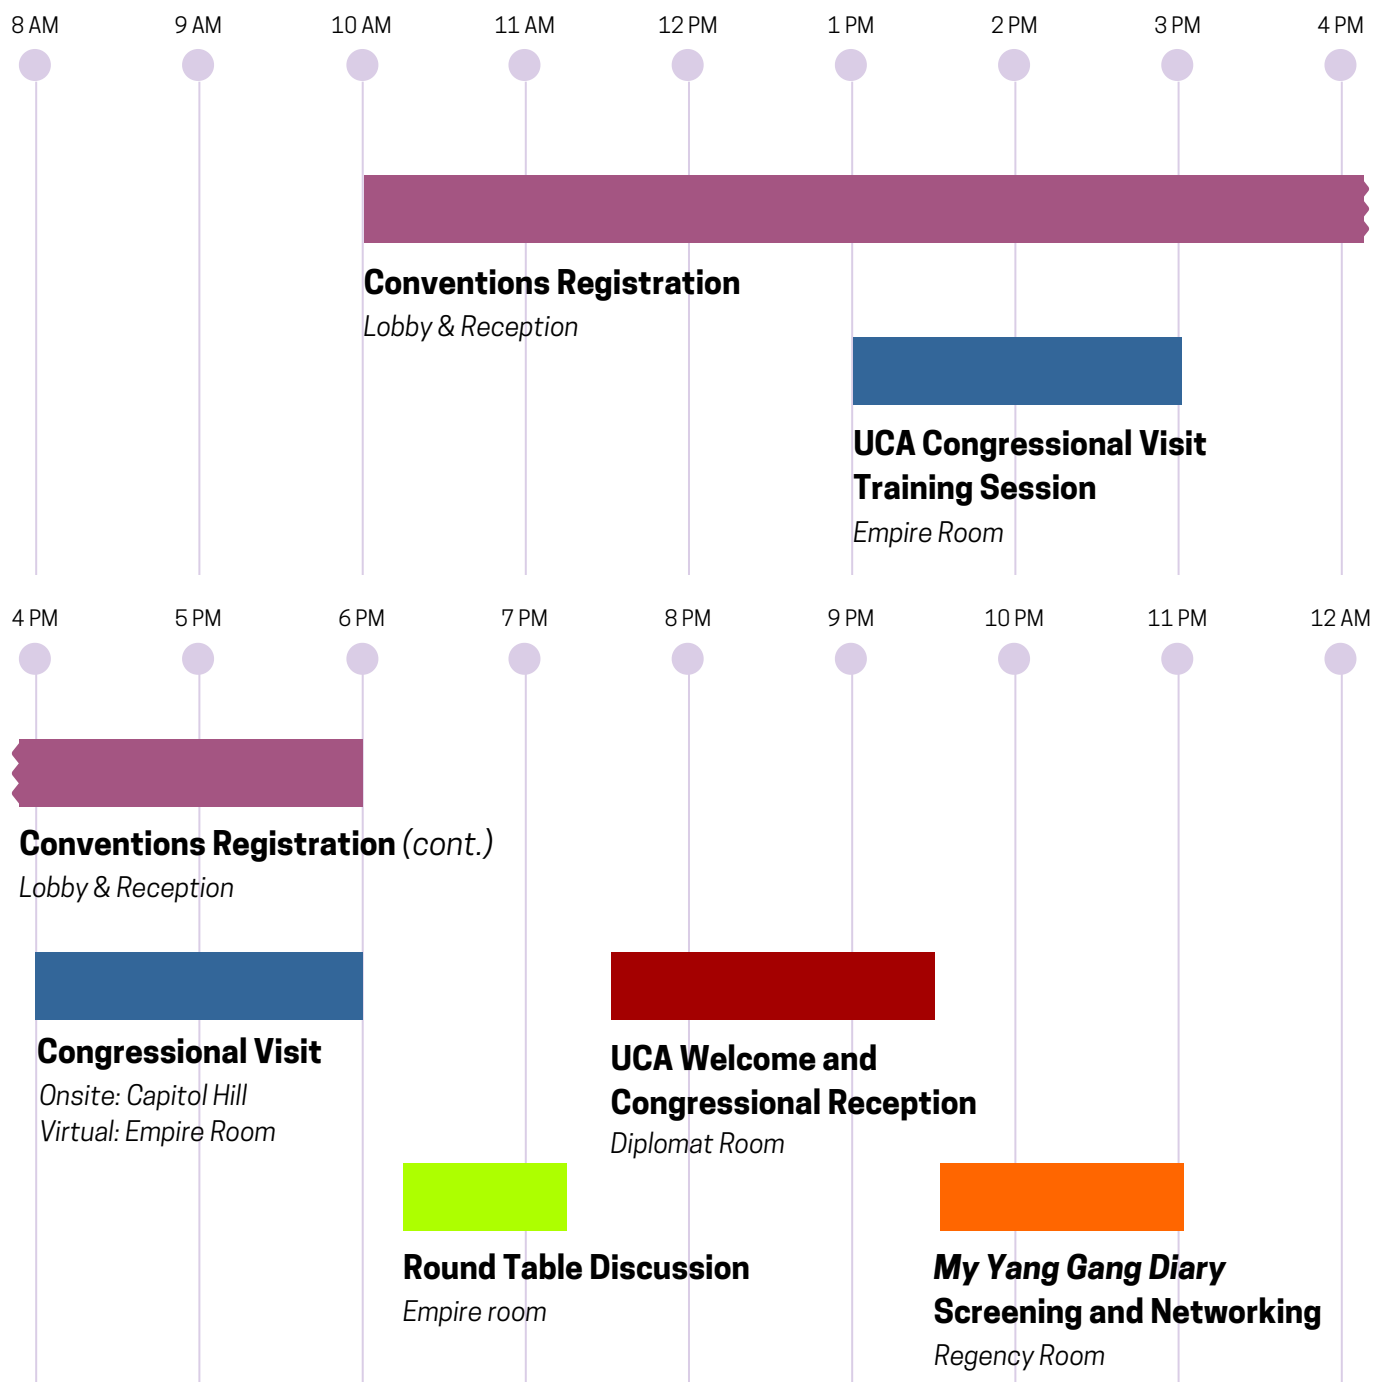 8 AM 9 AM 10 AM 11 AM 12 PM 1 PM 2 PM 3 PM 4 PM
Conventions Registration
Lobby & Reception
UCA Congressional Visit
Training Session
Empire Room
4 PM 5 PM 6 PM 7 PM 8 PM 9 PM 10 PM 11 PM 12 AM
Conventions Registration (cont.)
Lobby & Reception
Congressional Visit
Onsite: Capitol Hill
Virtual: Empire Room
UCA Welcome and
Congressional Reception
Diplomat Room
Round Table Discussion
Empire room
My Yang Gang Diary
Screening and Networking
Regency Room